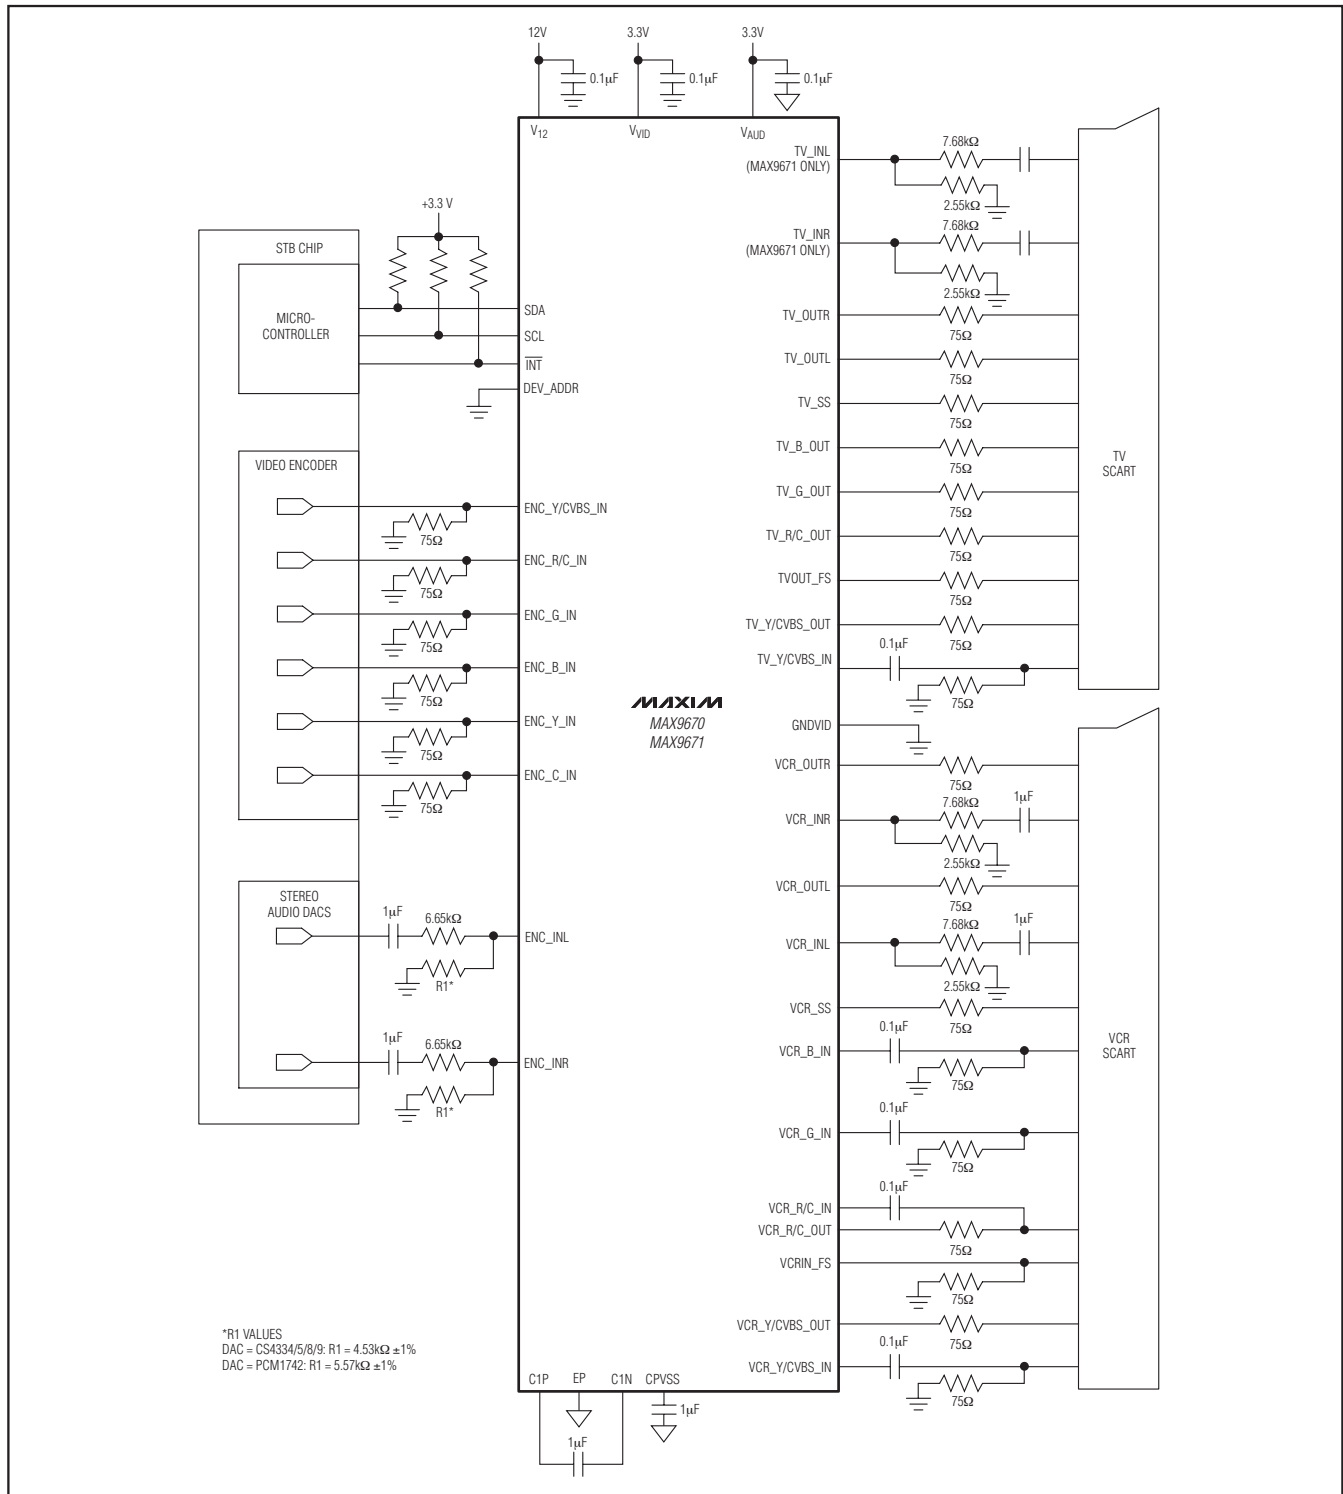 12V
3.3V
3.3V
0.1µF
0.1µF
0.1µF
V12
VVID
VAUD
STB CHIP
MICRO-
CONTROLLER
+3.3 V
SDA
SCL
INT
DEV_ADDR
VIDEO ENCODER
ENC_Y/CVBS_IN
75Ω
ENC_R/C_IN
75Ω
ENC_G_IN
75Ω
ENC_B_IN
75Ω
ENC_Y_IN
75Ω
ENC_C_IN
75Ω
STEREO
AUDIO DACS
1µF
6.65kΩ
ENC_INL
R1*
1µF
6.65kΩ
ENC_INR
R1*
MAXIM
MAX9670
MAX9671
TV_INL
(MAX9671 ONLY)
7.68kΩ
2.55kΩ
TV_INR
(MAX9671 ONLY)
7.68kΩ
2.55kΩ
TV_OUTR
75Ω
TV_OUTL
75Ω
TV_SS
75Ω
TV_B_OUT
75Ω
TV_G_OUT
75Ω
TV_R/C_OUT
75Ω
TVOUT_FS
75Ω
TV_Y/CVBS_OUT
75Ω
TV_Y/CVBS_IN
0.1µF
75Ω
TV
SCART
GNDVID
VCR_OUTR
75Ω
VCR_INR
7.68kΩ
1µF
2.55kΩ
VCR_OUTL
75Ω
VCR_INL
7.68kΩ
1µF
2.55kΩ
VCR_SS
75Ω
VCR_B_IN
0.1µF
75Ω
VCR_G_IN
0.1µF
75Ω
VCR_R/C_IN
0.1µF
VCR_R/C_OUT
75Ω
VCRIN_FS
75Ω
VCR_Y/CVBS_OUT
75Ω
VCR_Y/CVBS_IN
0.1µF
75Ω
VCR
SCART
*R1 VALUES
DAC = CS4334/5/8/9: R1 = 4.53kΩ ±1%
DAC = PCM1742: R1 = 5.57kΩ ±1%
C1P
EP
C1N
CPVSS
1µF
1µF